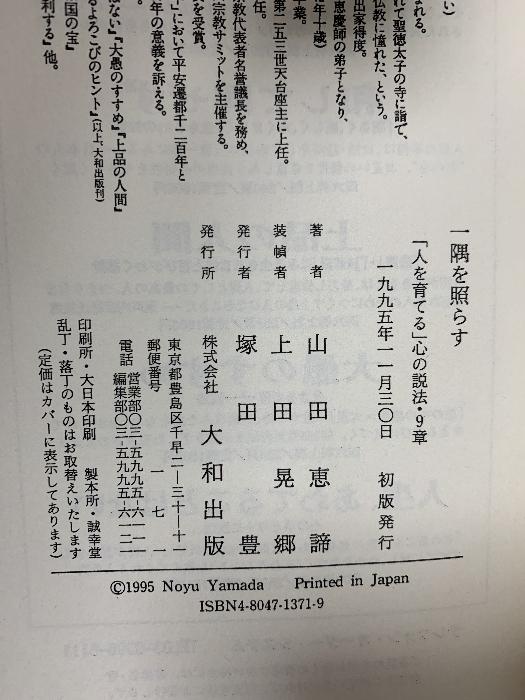 い）
れる。
れて聖徳太子の寺に詣で、
仏教に憧れた、という。
出家得度。
恵慶師の弟子となり、
年十歳）
業。
第二五三世天台座主に上任。
任。
教代表者名誉議長を務め、
宗教サミットを主催する。
を受賞。
」において平安遷都千二百年と
年の意義を訴える。
ない』『大愚のすすめ』『上品の人間』
国の宝』
るよろこびのヒント』（以上、大和出版刊）
利する』他。
一隅を照らす
「人を育てる」心の説法・9章
一九九五年一一月三〇日　初版発行
著者　山田恵諦
装幀者　上田晃郷
発行者　塚田豊
発行所　株式会社　大和出版
東京都豊島区千早二―三十―十一
郵便番号　一七一
電話　営業部〇三―五九九五―六一一一
編集部〇三―五九九五―六一二一
印刷所・大日本印刷　製本所・誠幸堂
乱丁・落丁のものはお取替えいたします
（定価はカバーに表示してあります）
©1995 Noyu Yamada　Printed in Japan
ISBN4-8047-1371-9